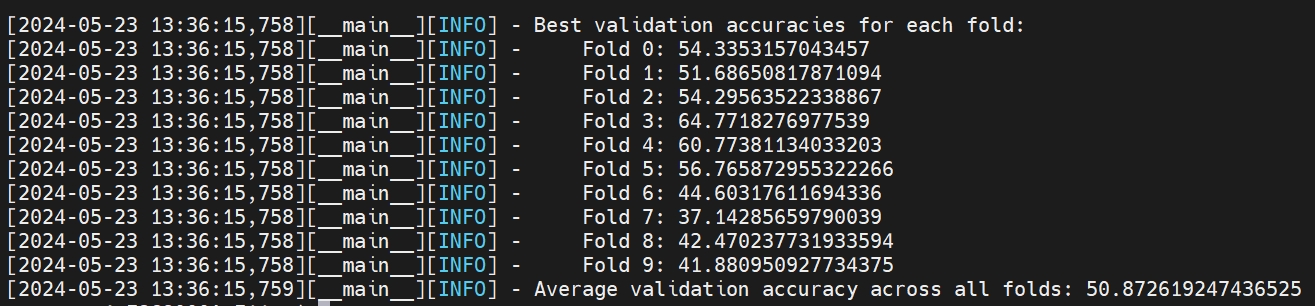 [2024-05-23 13:36:15,758][__main__][INFO] - Best validation accuracies for each fold:
[2024-05-23 13:36:15,758][__main__][INFO] -     Fold 0: 54.3353157043457
[2024-05-23 13:36:15,758][__main__][INFO] -     Fold 1: 51.68650817871094
[2024-05-23 13:36:15,758][__main__][INFO] -     Fold 2: 54.29563522338867
[2024-05-23 13:36:15,758][__main__][INFO] -     Fold 3: 64.7718276977539
[2024-05-23 13:36:15,758][__main__][INFO] -     Fold 4: 60.77381134033203
[2024-05-23 13:36:15,758][__main__][INFO] -     Fold 5: 56.765872955322266
[2024-05-23 13:36:15,758][__main__][INFO] -     Fold 6: 44.60317611694336
[2024-05-23 13:36:15,758][__main__][INFO] -     Fold 7: 37.14285659790039
[2024-05-23 13:36:15,758][__main__][INFO] -     Fold 8: 42.470237731933594
[2024-05-23 13:36:15,758][__main__][INFO] -     Fold 9: 41.880950927734375
[2024-05-23 13:36:15,759][__main__][INFO] - Average validation accuracy across all folds: 50.872619247436525